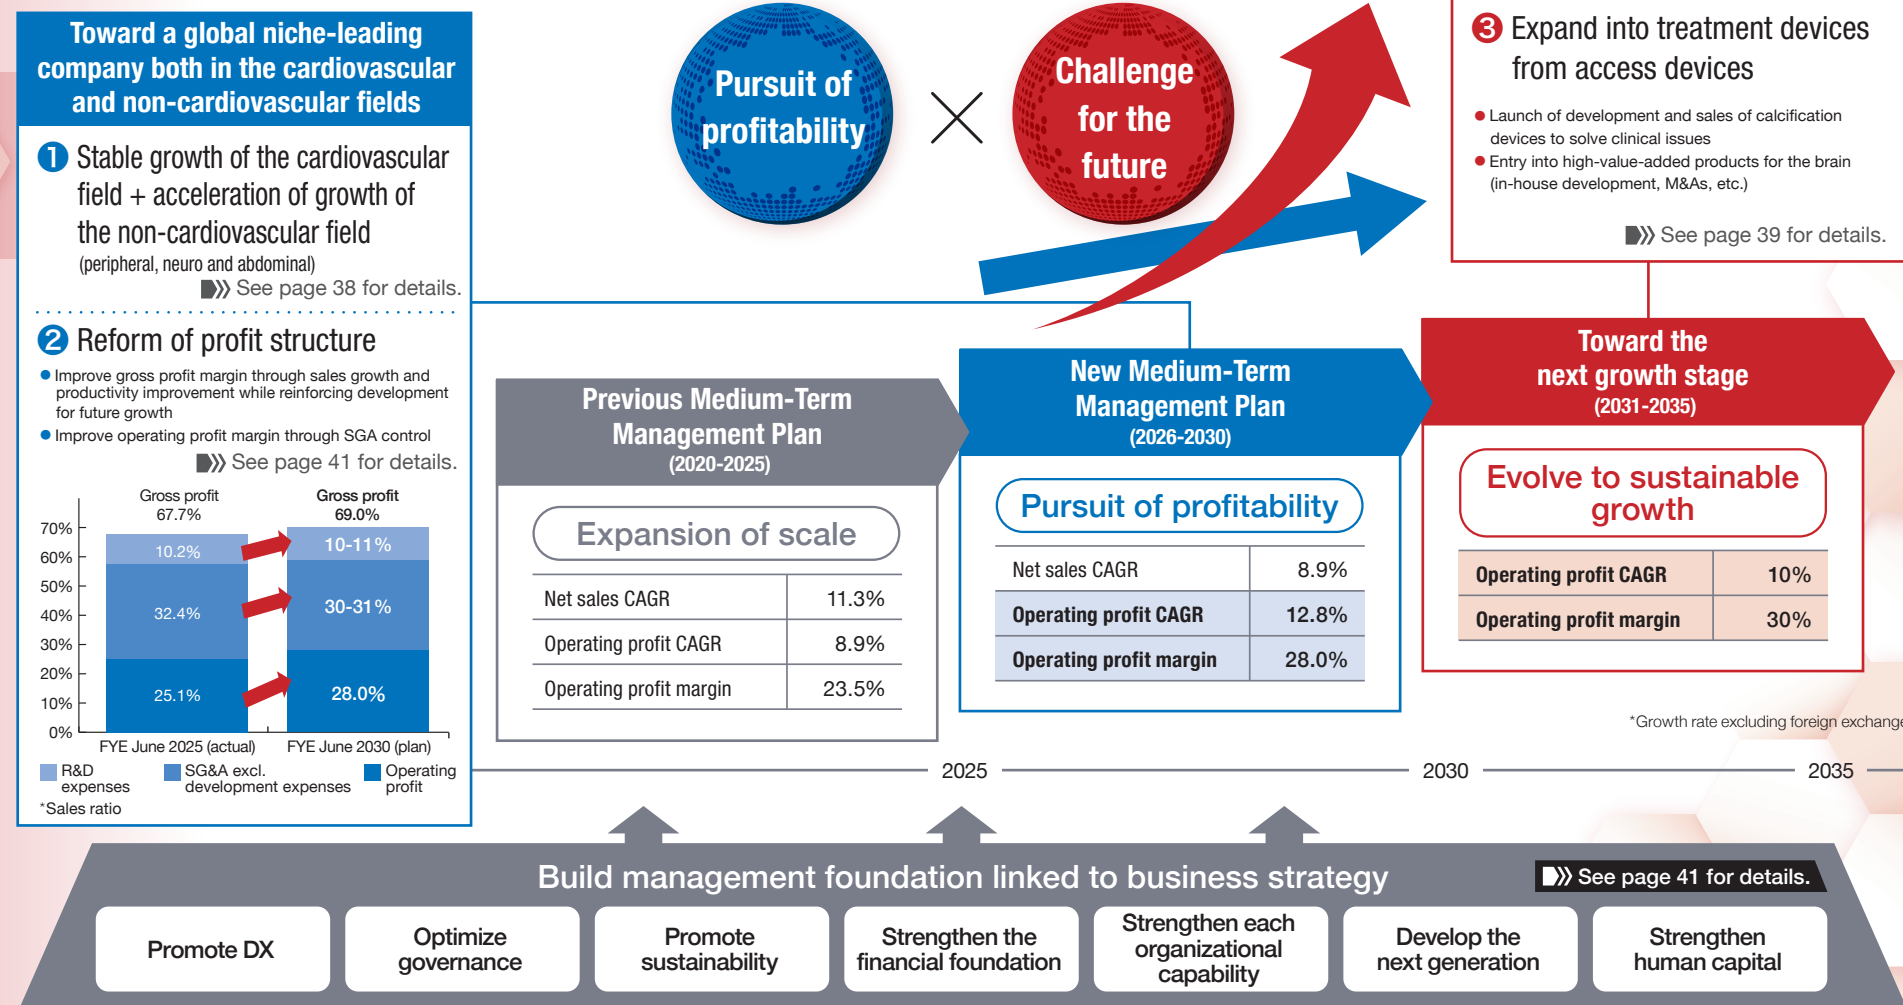 Toward a global niche-leading
company both in the cardiovascular
and non-cardiovascular fields
❶ Stable growth of the cardiovascular
field + acceleration of growth of
the non-cardiovascular field
(peripheral, neuro and abdominal)
See page 38 for details.
❷ Reform of profit structure
● Improve gross profit margin through sales growth and
productivity improvement while reinforcing development
for future growth
● Improve operating profit margin through SGA control
See page 41 for details.
Gross profit
67.7%
Gross profit
69.0%
70%
60%
50%
40%
30%
20%
10%
0%
10.2%
32.4%
25.1%
10-11%
30-31%
28.0%
FYE June 2025 (actual)
FYE June 2030 (plan)
R&D
expenses
SG&A excl.
development expenses
Operating
profit
*Sales ratio
Pursuit of
profitability
Challenge
for the
future
❸ Expand into treatment devices
from access devices
● Launch of development and sales of calcification
devices to solve clinical issues
● Entry into high-value-added products for the brain
(in-house development, M&As, etc.)
See page 39 for details.
Previous Medium-Term
Management Plan
(2020-2025)
Expansion of scale
Net sales CAGR 11.3%
Operating profit CAGR 8.9%
Operating profit margin 23.5%
New Medium-Term
Management Plan
(2026-2030)
Pursuit of profitability
Net sales CAGR 8.9%
Operating profit CAGR 12.8%
Operating profit margin 28.0%
Toward the
next growth stage
(2031-2035)
Evolve to sustainable
growth
Operating profit CAGR 10%
Operating profit margin 30%
*Growth rate excluding foreign exchange
2025
2030
2035
Build management foundation linked to business strategy
See page 41 for details.
Promote DX
Optimize
governance
Promote
sustainability
Strengthen the
financial foundation
Strengthen each
organizational
capability
Develop the
next generation
Strengthen
human capital